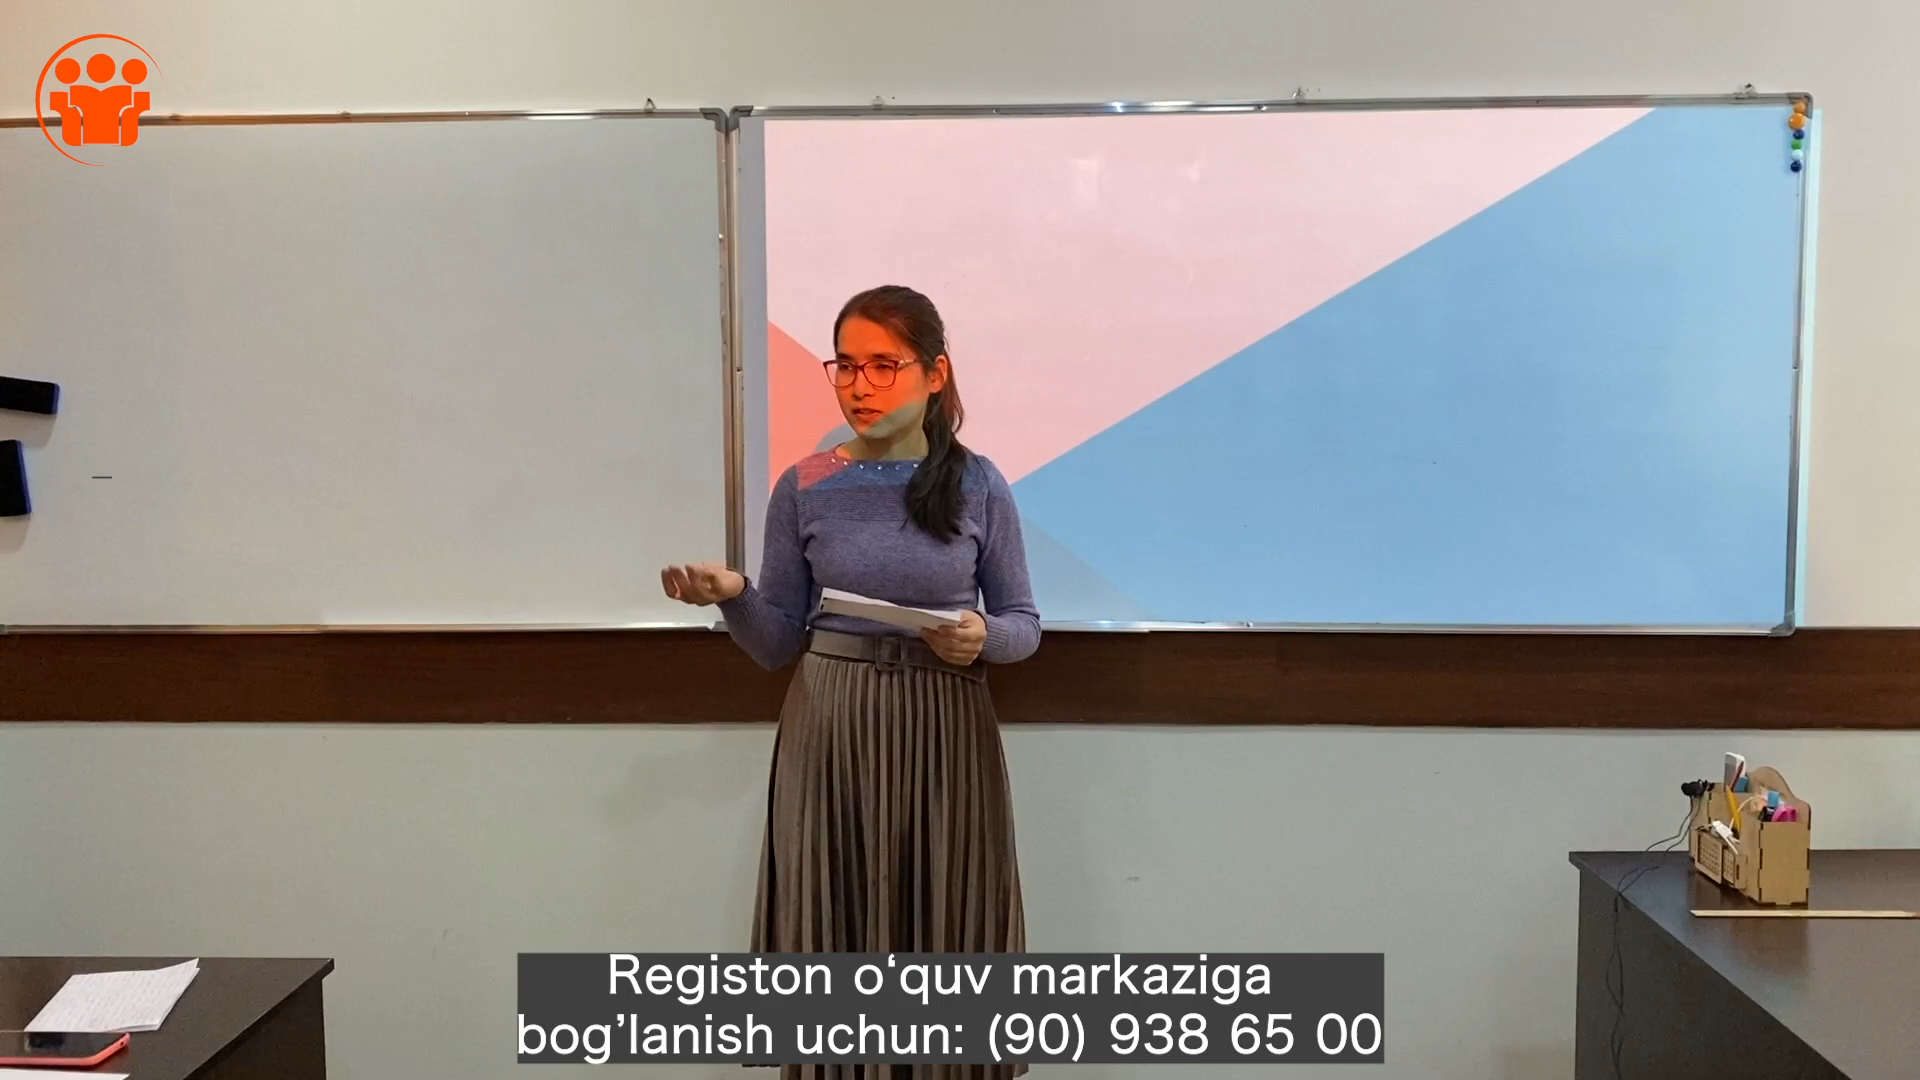 Registon o‘quv markaziga
bog’lanish uchun: (90) 938 65 00